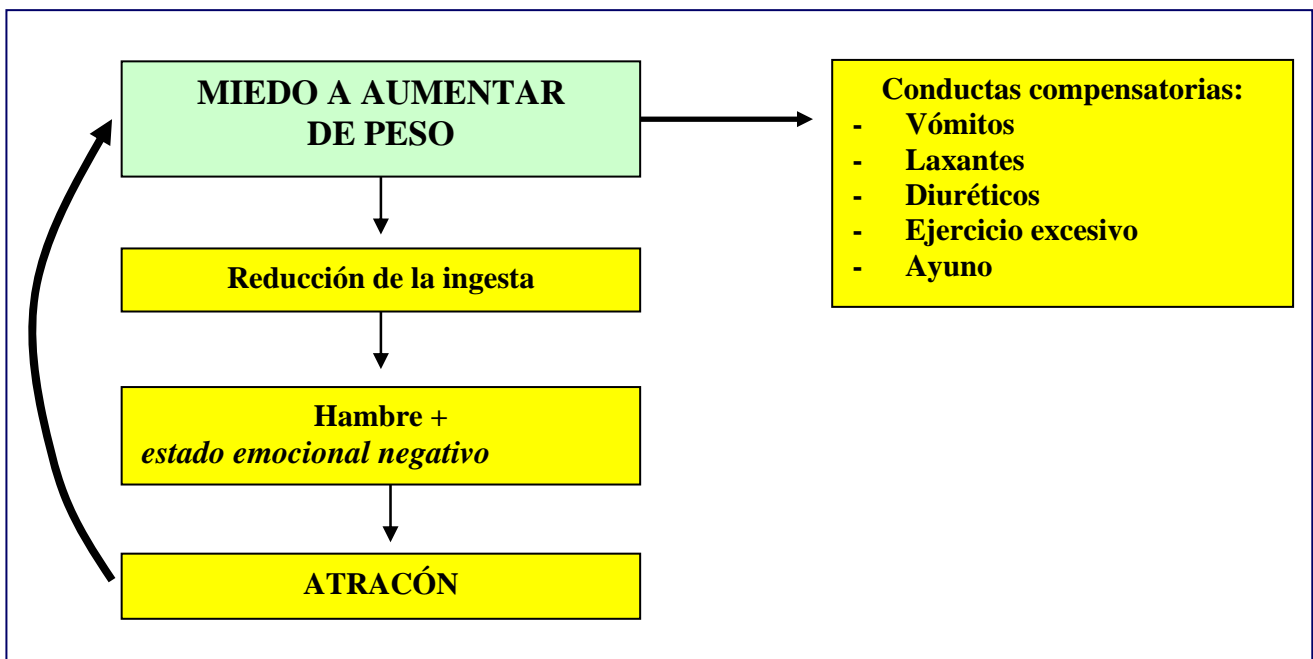 MIEDO A AUMENTAR
DE PESO
Reducción de la ingesta
Hambre +
estado emocional negativo
ATRACÓN
Conductas compensatorias:
- Vómitos
- Laxantes
- Diuréticos
- Ejercicio excesivo
- Ayuno